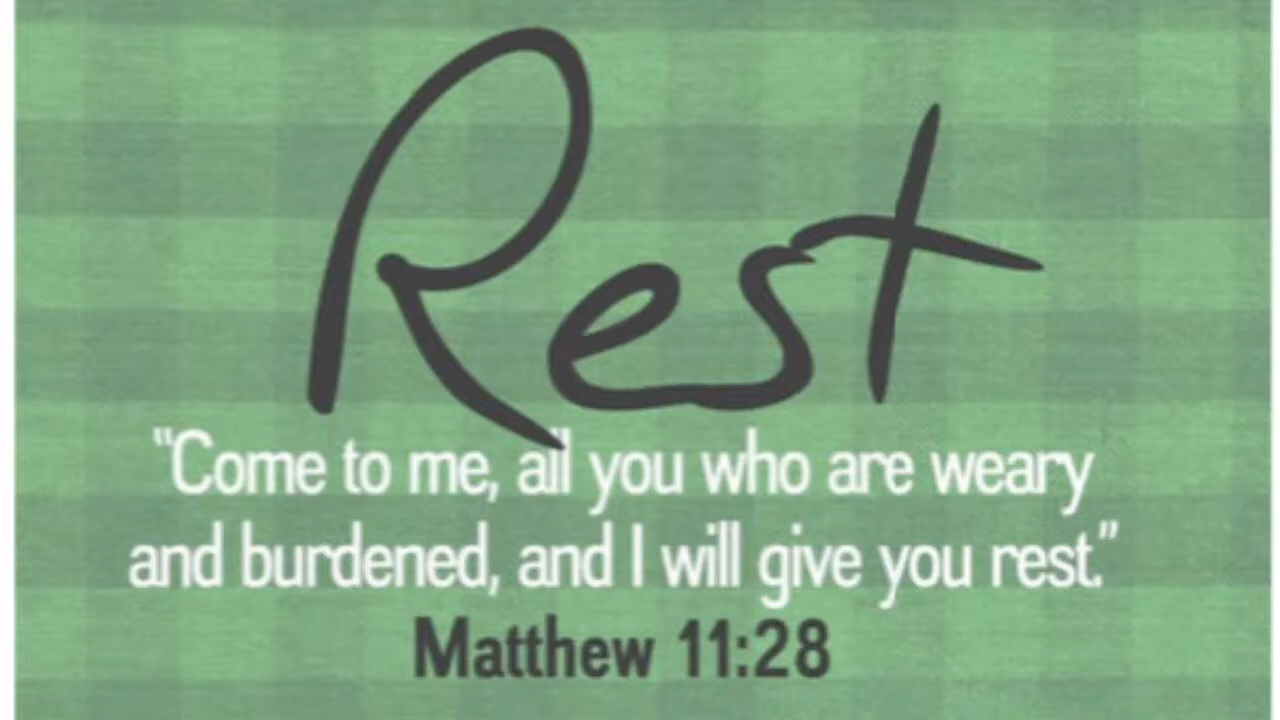 Rest
"Come to me, all you who are weary
and burdened, and I will give you rest."
Matthew 11:28